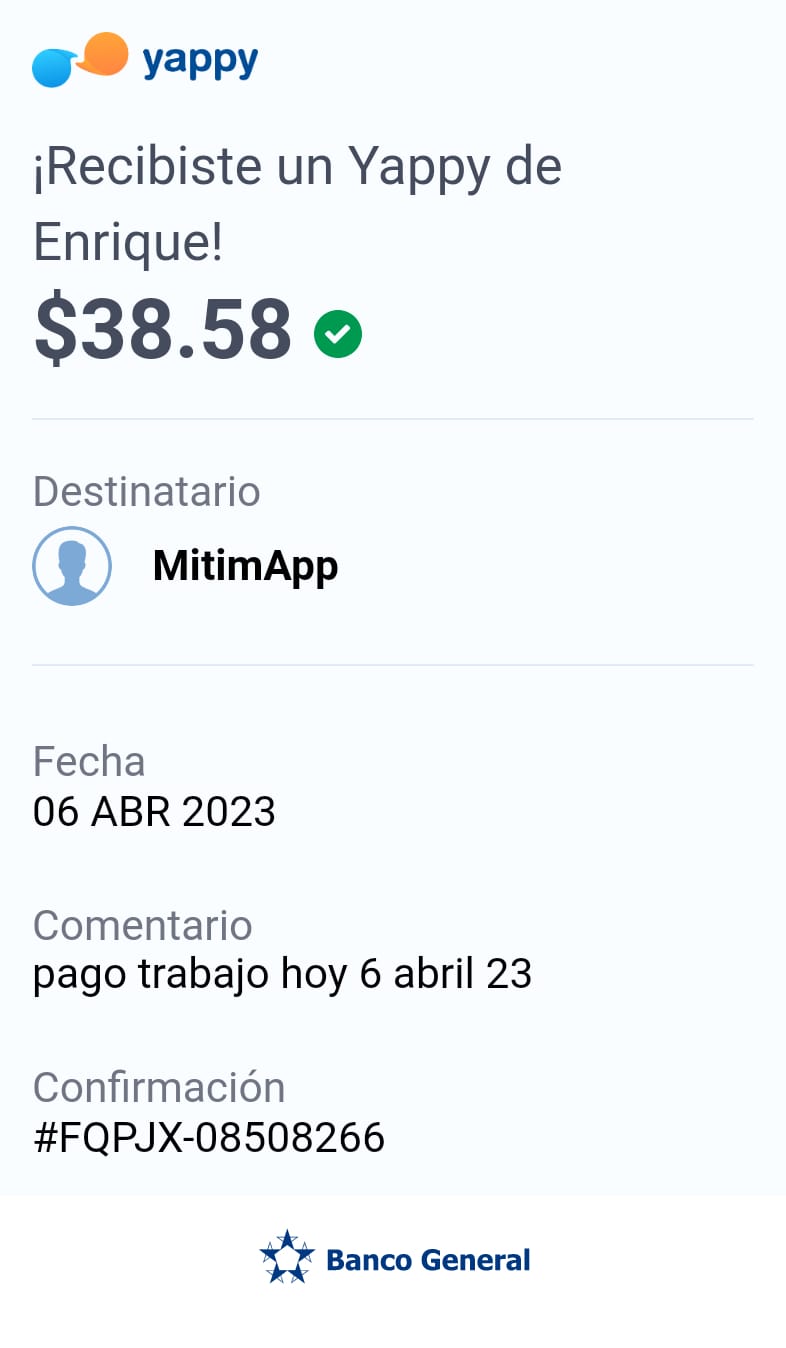 yappy
¡Recibiste un Yappy de
Enrique!
$38.58
Destinatario
MitimApp
Fecha
06 ABR 2023
Comentario
pago trabajo hoy 6 abril 23
Confirmación
#FQPJX-08508266
Banco General